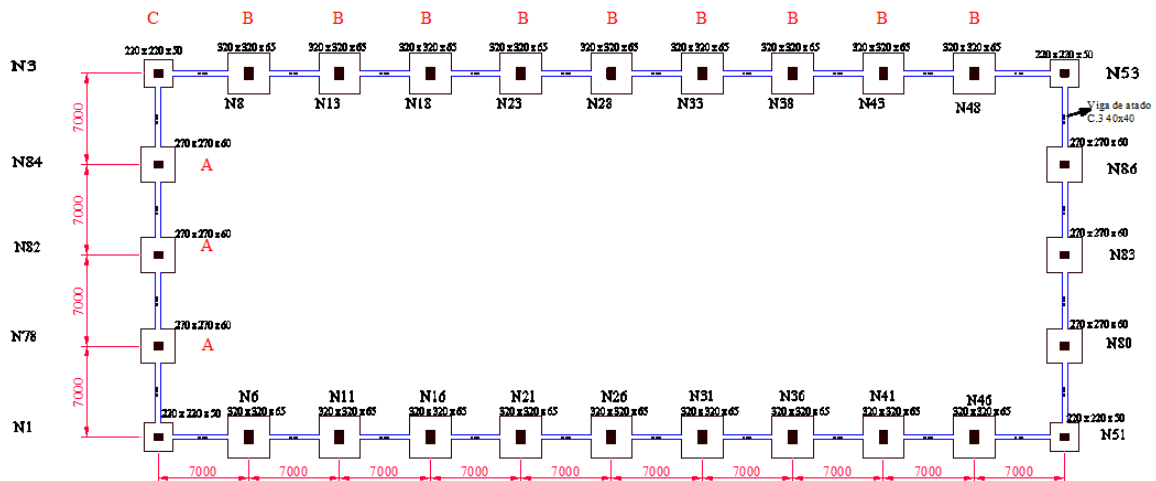 C B B B B B B B B B
220 x 220 x 50 320 x 320 x 65 320 x 320 x 65 320 x 320 x 65 320 x 320 x 65 320 x 320 x 65 320 x 320 x 65 320 x 320 x 65 320 x 320 x 65 320 x 320 x 65 220 x 220 x 50
N3 N53
N8 N13 N18 N23 N28 N33 N38 N43 N48
Viga de atado
C.3 40x40
7000
270 x 270 x 60 270 x 270 x 60
N84 A N86
7000
270 x 270 x 60 270 x 270 x 60
N82 A N83
7000
270 x 270 x 60 270 x 270 x 60
N78 A N80
7000
N6 N11 N16 N21 N26 N31 N36 N41 N46
220 x 220 x 50 320 x 320 x 65 320 x 320 x 65 320 x 320 x 65 320 x 320 x 65 320 x 320 x 65 320 x 320 x 65 320 x 320 x 65 320 x 320 x 65 320 x 320 x 65 220 x 220 x 50
N1 N51
7000 7000 7000 7000 7000 7000 7000 7000 7000 7000